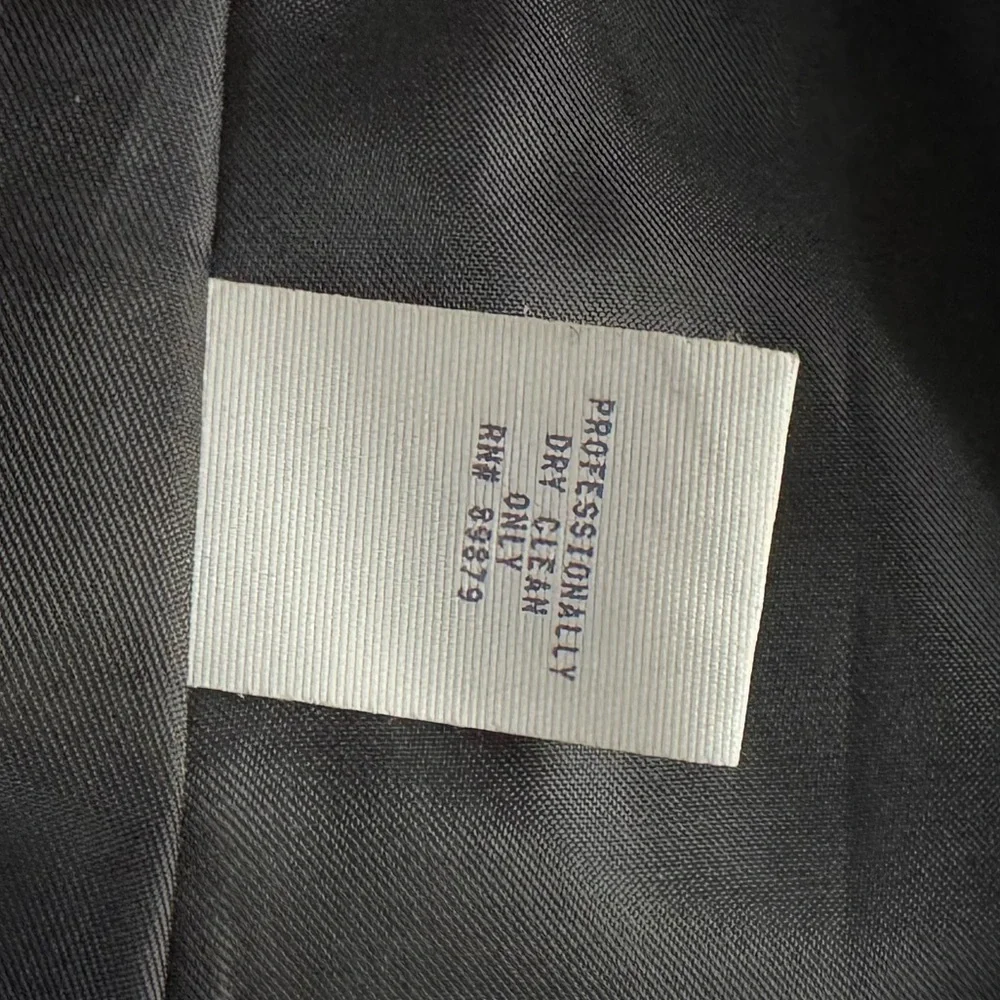 PROFESSIONALLY
DRY CLEAN
ONLY
RN# 89879